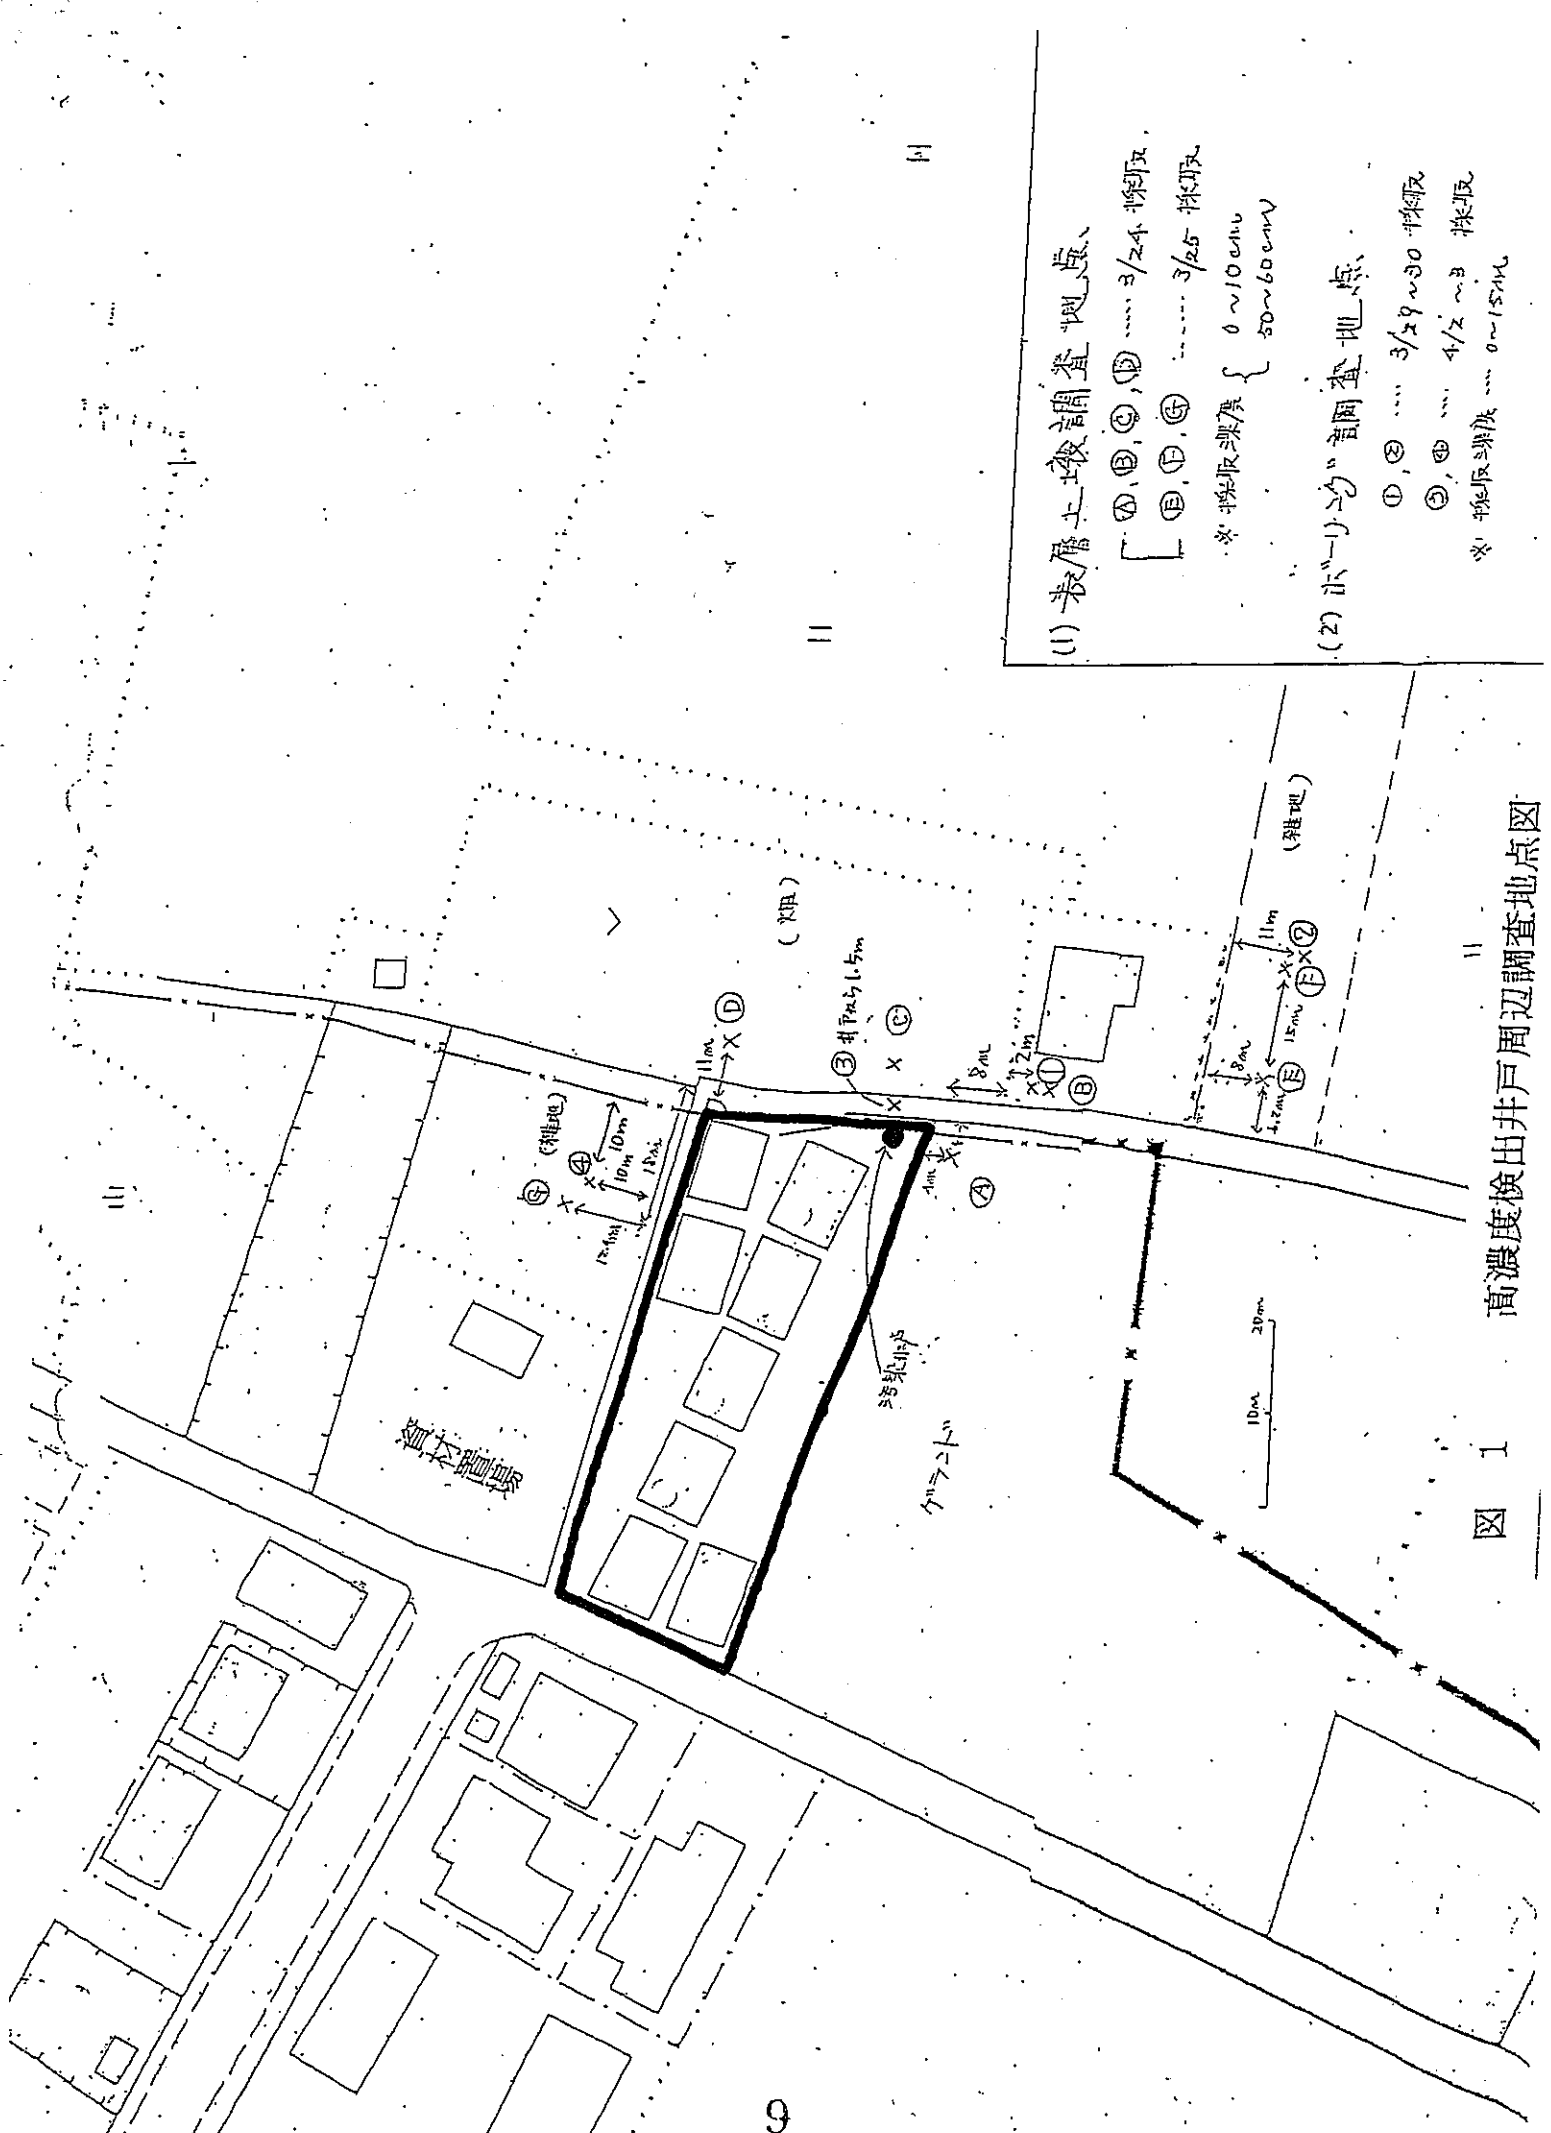 (1) 表層土壌調査地点
Ⓐ, Ⓑ, Ⓒ, Ⓓ ····· 3/24 採取
Ⓔ, Ⓕ, Ⓖ ······ 3/25 採取
※ 採取深度 { 0～10cm
50～60cm
(2) ボーリング調査地点
①, ② ···· 3/29～30 採取
③, ④ ···· 4/2～3 採取
※ 採取深度 ···· 0～15m
(雑地)
Ⓖ
④
10m
10m
18m
資材置場
11m
Ⓓ
(畑)
③ 井戸から1.5m
Ⓒ
汚染井戸
1m
Ⓐ
8m
2m
①
Ⓑ
グランド
(雑地)
11m
②
Ⓕ
15m
8m
Ⓔ
10m
20m
図 1 高濃度検出井戸周辺調査地点図
9